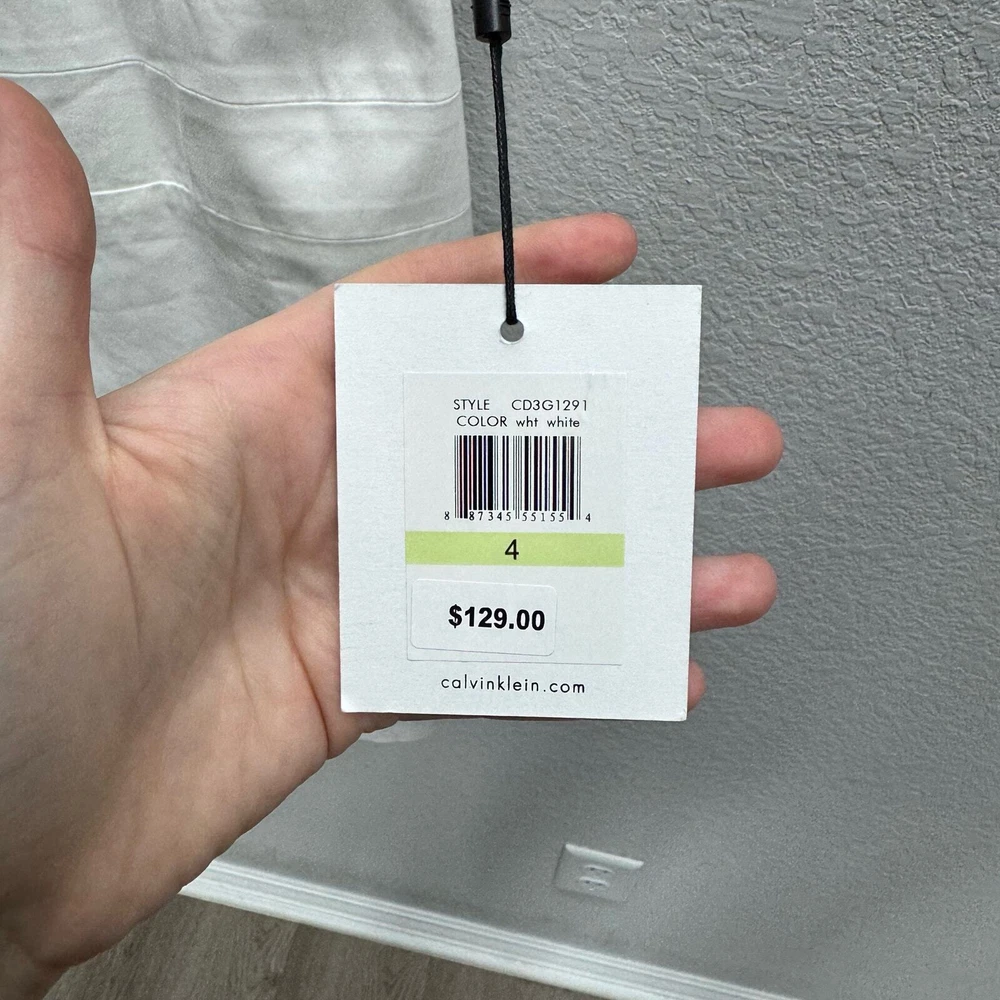 STYLE CD3G1291
COLOR wht white
8 87345 55155 4
4
$129.00
calvinklein.com